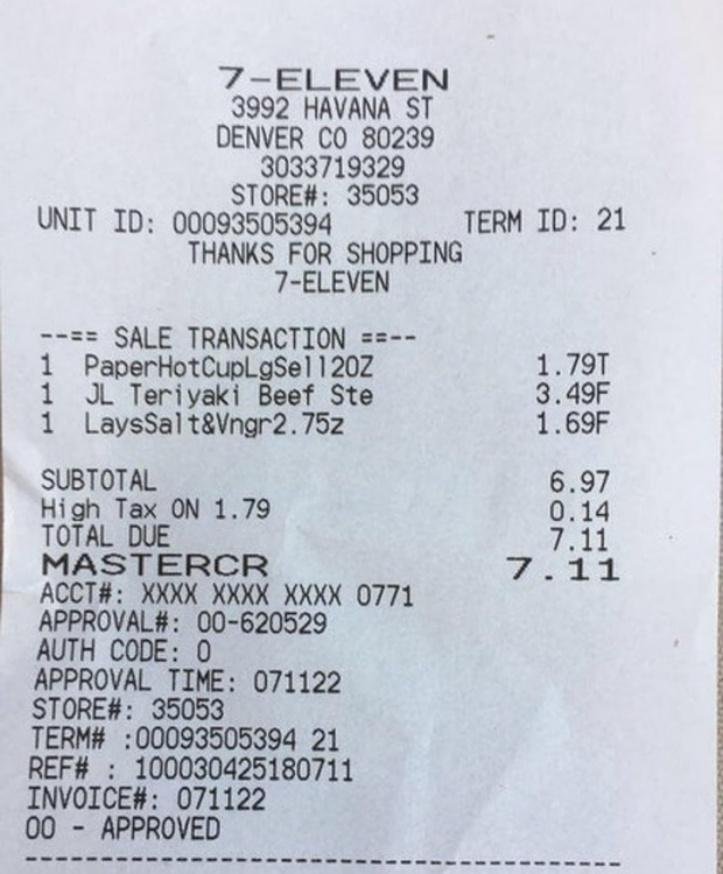 7-ELEVEN
3992 HAVANA ST
DENVER CO 80239
3033719329
STORE#: 35053
UNIT ID: 00093505394 TERM ID: 21
THANKS FOR SHOPPING
7-ELEVEN
--== SALE TRANSACTION ==--
1 PaperHotCupLgSell20Z 1.79T
1 JL Teriyaki Beef Ste 3.49F
1 LaysSalt&Vngr2.75z 1.69F
SUBTOTAL 6.97
High Tax ON 1.79 0.14
TOTAL DUE 7.11
MASTERCR 7.11
ACCT#: XXXX XXXX XXXX 0771
APPROVAL#: 00-620529
AUTH CODE: 0
APPROVAL TIME: 071122
STORE#: 35053
TERM# :00093505394 21
REF# : 100030425180711
INVOICE#: 071122
00 - APPROVED